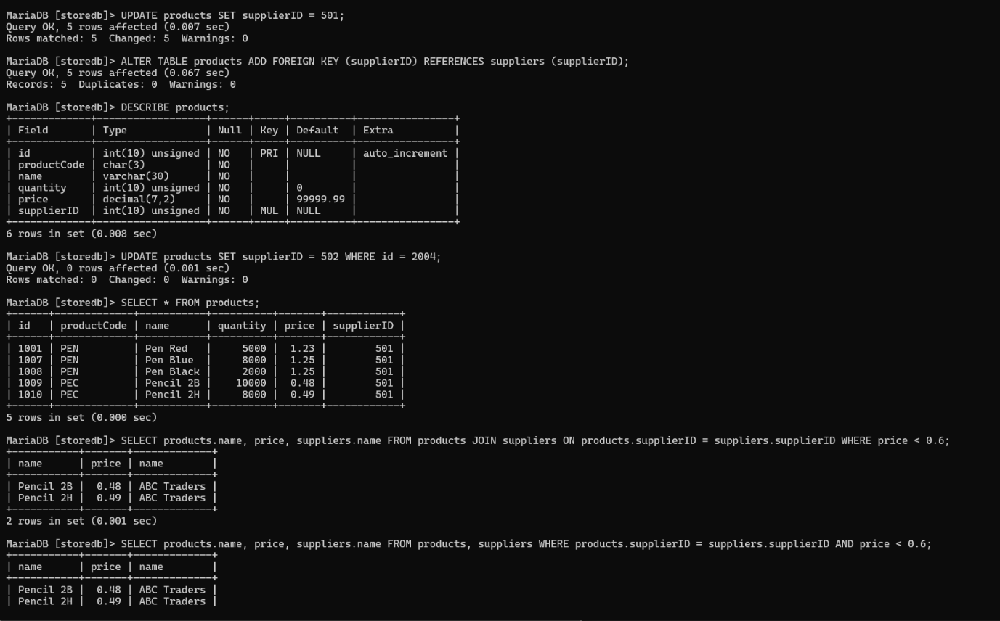 MariaDB [storedb]> UPDATE products SET supplierID = 501;
Query OK, 5 rows affected (0.007 sec)
Rows matched: 5  Changed: 5  Warnings: 0

MariaDB [storedb]> ALTER TABLE products ADD FOREIGN KEY (supplierID) REFERENCES suppliers (supplierID);
Query OK, 5 rows affected (0.067 sec)
Records: 5  Duplicates: 0  Warnings: 0

MariaDB [storedb]> DESCRIBE products;
+-------------+------------------+------+-----+----------+----------------+
| Field       | Type             | Null | Key | Default  | Extra          |
+-------------+------------------+------+-----+----------+----------------+
| id          | int(10) unsigned | NO   | PRI | NULL     | auto_increment |
| productCode | char(3)          | NO   |     |          |                |
| name        | varchar(30)      | NO   |     |          |                |
| quantity    | int(10) unsigned | NO   |     | 0        |                |
| price       | decimal(7,2)     | NO   |     | 99999.99 |                |
| supplierID  | int(10) unsigned | NO   | MUL | NULL     |                |
+-------------+------------------+------+-----+----------+----------------+
6 rows in set (0.008 sec)

MariaDB [storedb]> UPDATE products SET supplierID = 502 WHERE id = 2004;
Query OK, 0 rows affected (0.001 sec)
Rows matched: 0  Changed: 0  Warnings: 0

MariaDB [storedb]> SELECT * FROM products;
+------+-------------+-----------+----------+-------+------------+
| id   | productCode | name      | quantity | price | supplierID |
+------+-------------+-----------+----------+-------+------------+
| 1001 | PEN         | Pen Red   |     5000 |  1.23 |        501 |
| 1007 | PEN         | Pen Blue  |     8000 |  1.25 |        501 |
| 1008 | PEN         | Pen Black |     2000 |  1.25 |        501 |
| 1009 | PEC         | Pencil 2B |    10000 |  0.48 |        501 |
| 1010 | PEC         | Pencil 2H |     8000 |  0.49 |        501 |
+------+-------------+-----------+----------+-------+------------+
5 rows in set (0.000 sec)

MariaDB [storedb]> SELECT products.name, price, suppliers.name FROM products JOIN suppliers ON products.supplierID = suppliers.supplierID WHERE price < 0.6;
+-----------+-------+-------------+
| name      | price | name        |
+-----------+-------+-------------+
| Pencil 2B |  0.48 | ABC Traders |
| Pencil 2H |  0.49 | ABC Traders |
+-----------+-------+-------------+
2 rows in set (0.001 sec)

MariaDB [storedb]> SELECT products.name, price, suppliers.name FROM products, suppliers WHERE products.supplierID = suppliers.supplierID AND price < 0.6;
+-----------+-------+-------------+
| name      | price | name        |
+-----------+-------+-------------+
| Pencil 2B |  0.48 | ABC Traders |
| Pencil 2H |  0.49 | ABC Traders |